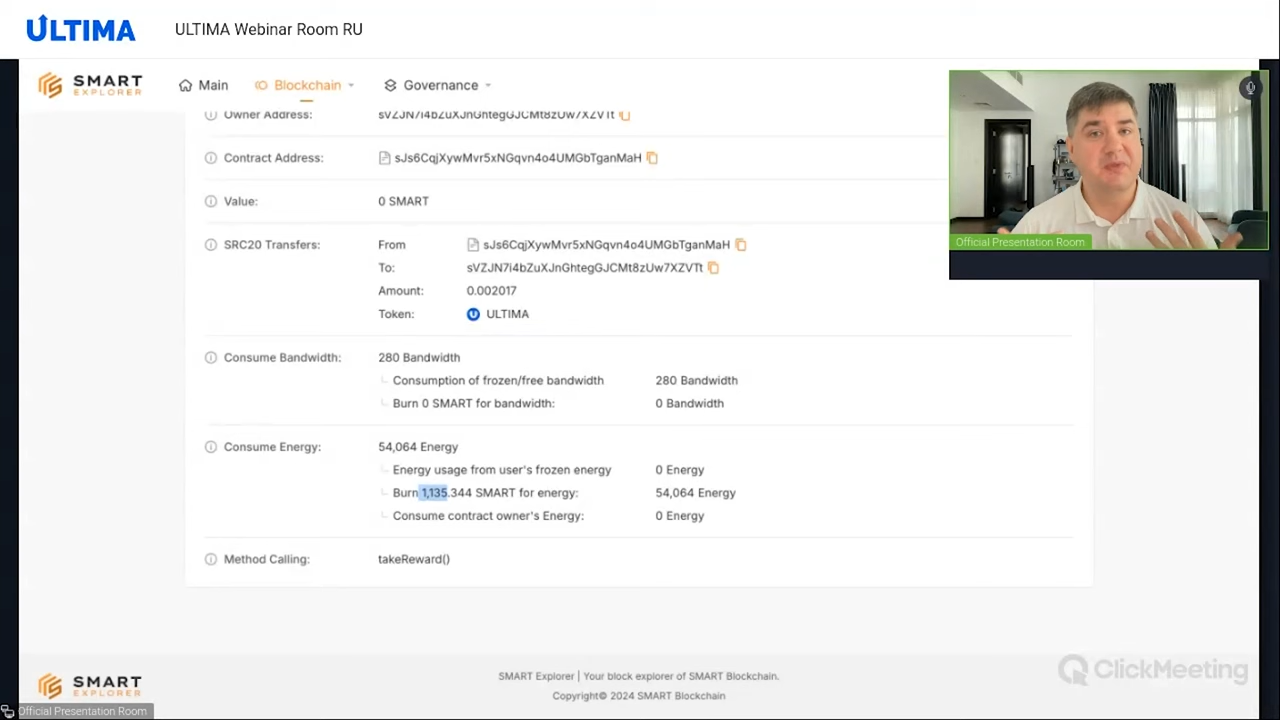 ULTIMA
ULTIMA Webinar Room RU
SMART
EXPLORER
Main
Blockchain
Governance
Owner Address: sVZJN7i4bZuXJnGhtegGJCMt8zUw7XZVTt
Contract Address: sJs6CqjXywMvr5xNGqvn4o4UMGbTganMaH
Value: 0 SMART
SRC20 Transfers: From sJs6CqjXywMvr5xNGqvn4o4UMGbTganMaH
To: sVZJN7i4bZuXJnGhtegGJCMt8zUw7XZVTt
Amount: 0.002017
Token: ULTIMA
Consume Bandwidth: 280 Bandwidth
Consumption of frozen/free bandwidth 280 Bandwidth
Burn 0 SMART for bandwidth: 0 Bandwidth
Consume Energy: 54,064 Energy
Energy usage from user's frozen energy 0 Energy
Burn 1,135.344 SMART for energy: 54,064 Energy
Consume contract owner's Energy: 0 Energy
Method Calling: takeReward()
Official Presentation Room
SMART
EXPLORER
SMART Explorer | Your block explorer of SMART Blockchain.
Copyright© 2024 SMART Blockchain
ClickMeeting
Official Presentation Room